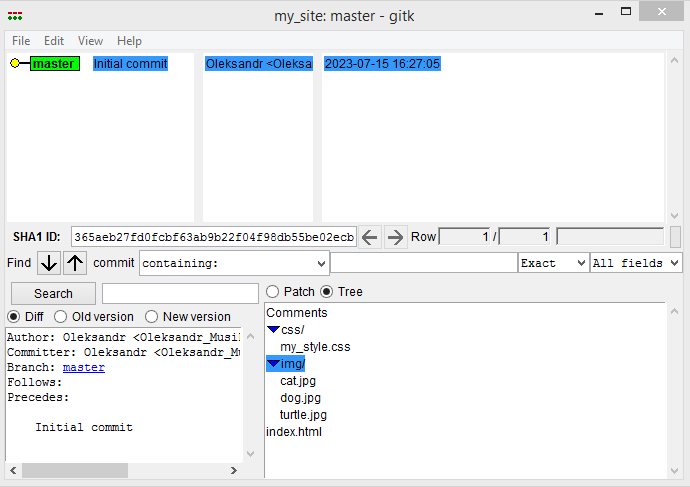 my_site: master - gitk
File Edit View Help
master Initial commit Oleksandr <Oleksa 2023-07-15 16:27:05
SHA1 ID: 365aeb27fd0fcbf63ab9b22f04f98db55be02ecb Row 1 / 1
Find commit containing: Exact All fields
Search
Patch Tree
Diff Old version New version
Comments
css/
my_style.css
img/
cat.jpg
dog.jpg
turtle.jpg
index.html
Author: Oleksandr <Oleksandr_Musi
Committer: Oleksandr <Oleksandr_Mu
Branch: master
Follows:
Precedes:
Initial commit